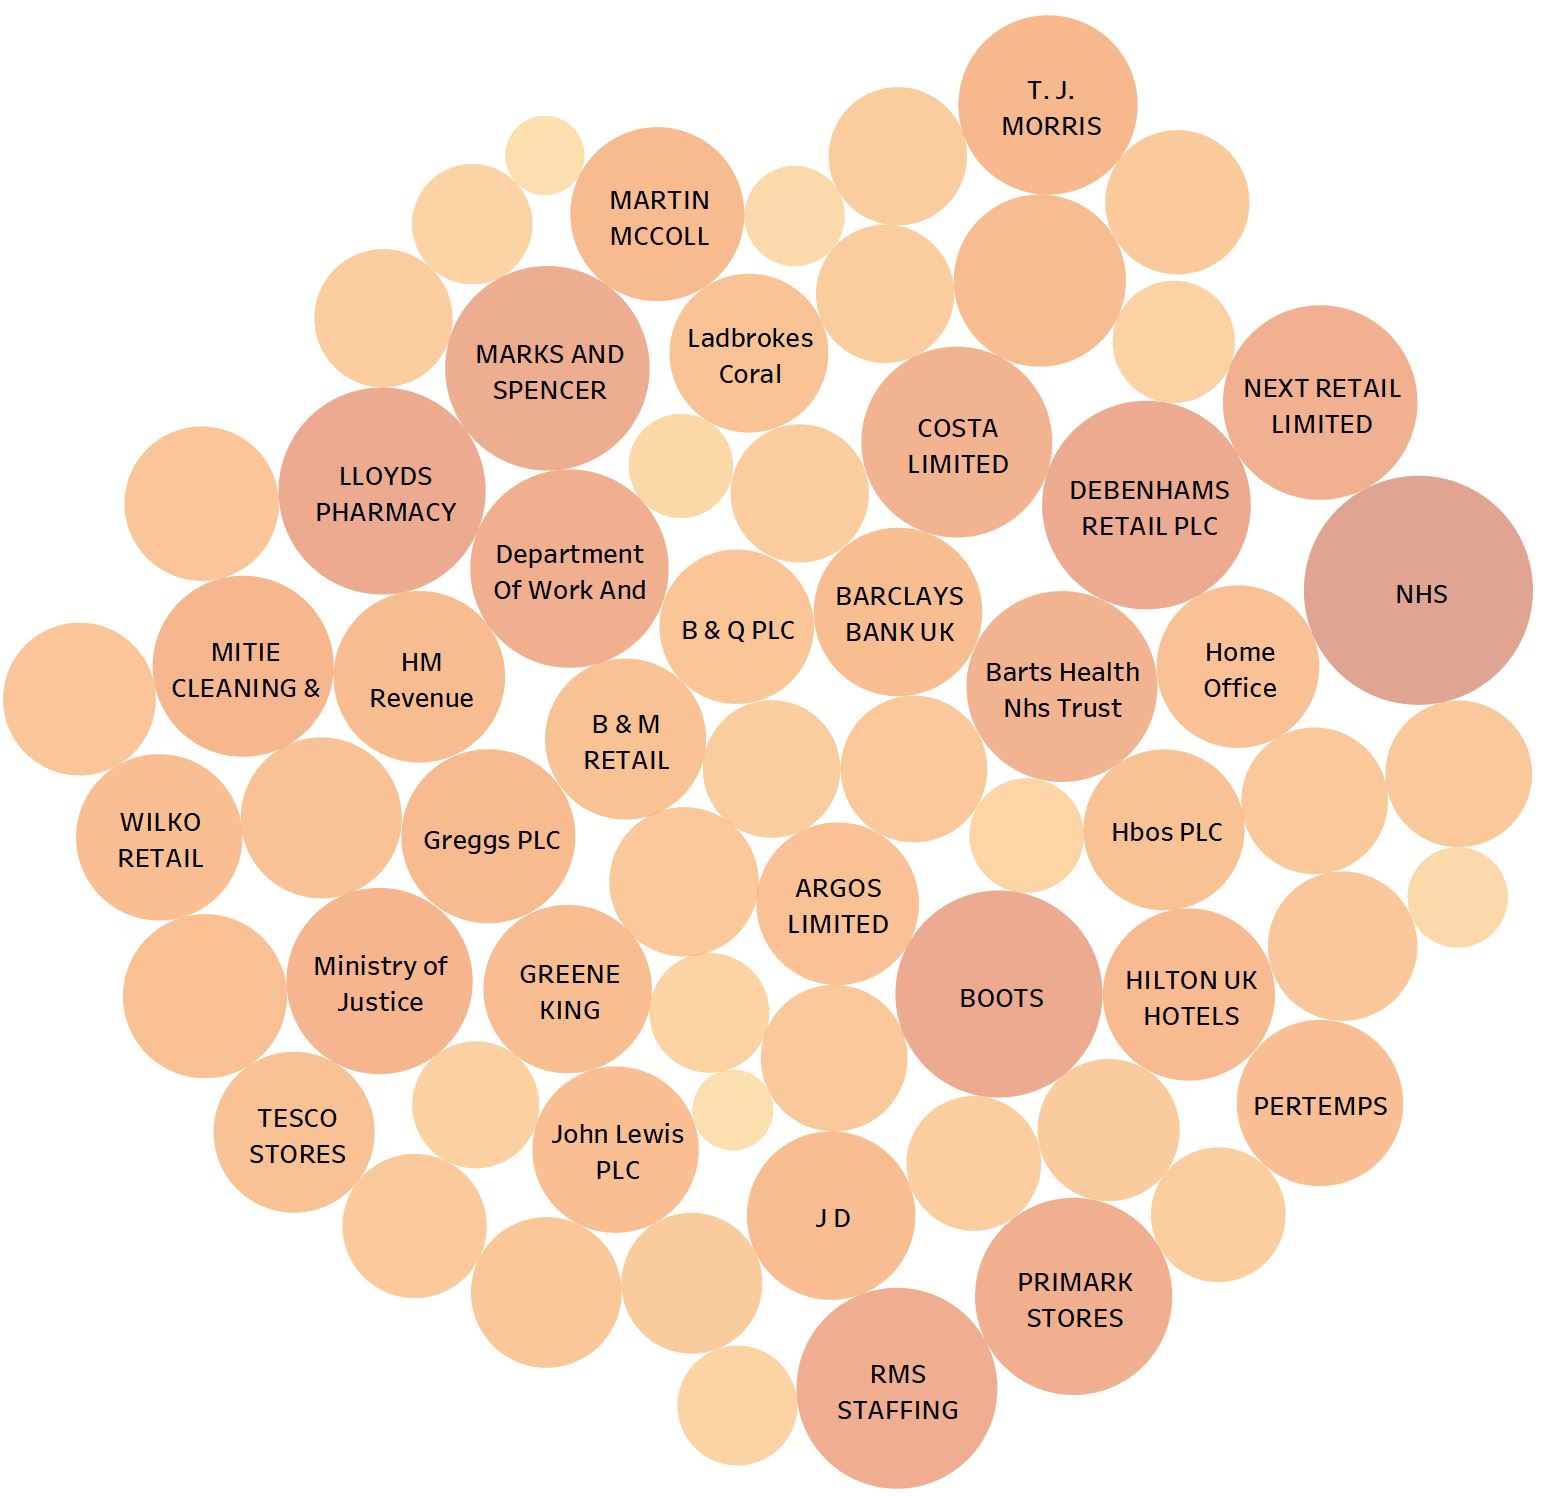 T. J.
MORRIS
MARTIN
MCCOLL
Ladbrokes
Coral
MARKS AND
SPENCER
NEXT RETAIL
LIMITED
COSTA
LIMITED
LLOYDS
PHARMACY
DEBENHAMS
RETAIL PLC
Department
Of Work And
NHS
BARCLAYS
BANK UK
B & Q PLC
MITIE
CLEANING &
HM
Revenue
Home
Office
Barts Health
Nhs Trust
B & M
RETAIL
WILKO
RETAIL
Greggs PLC
Hbos PLC
ARGOS
LIMITED
Ministry of
Justice
GREENE
KING
BOOTS
HILTON UK
HOTELS
PERTEMPS
TESCO
STORES
John Lewis
PLC
J D
PRIMARK
STORES
RMS
STAFFING